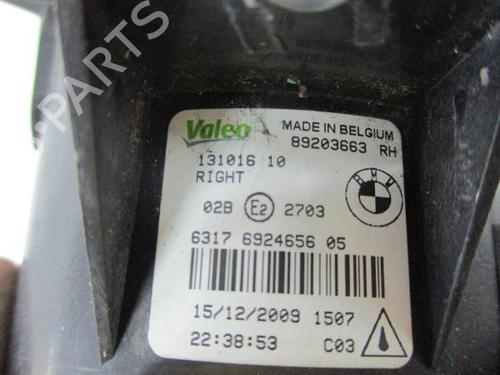 Valeo MADE IN BELGIUM
89203663 RH
131016 10
RIGHT
BMW
02B E2 2703
6317 6924656 05
15/12/2009 1507
22:38:53 C03
B-PARTS